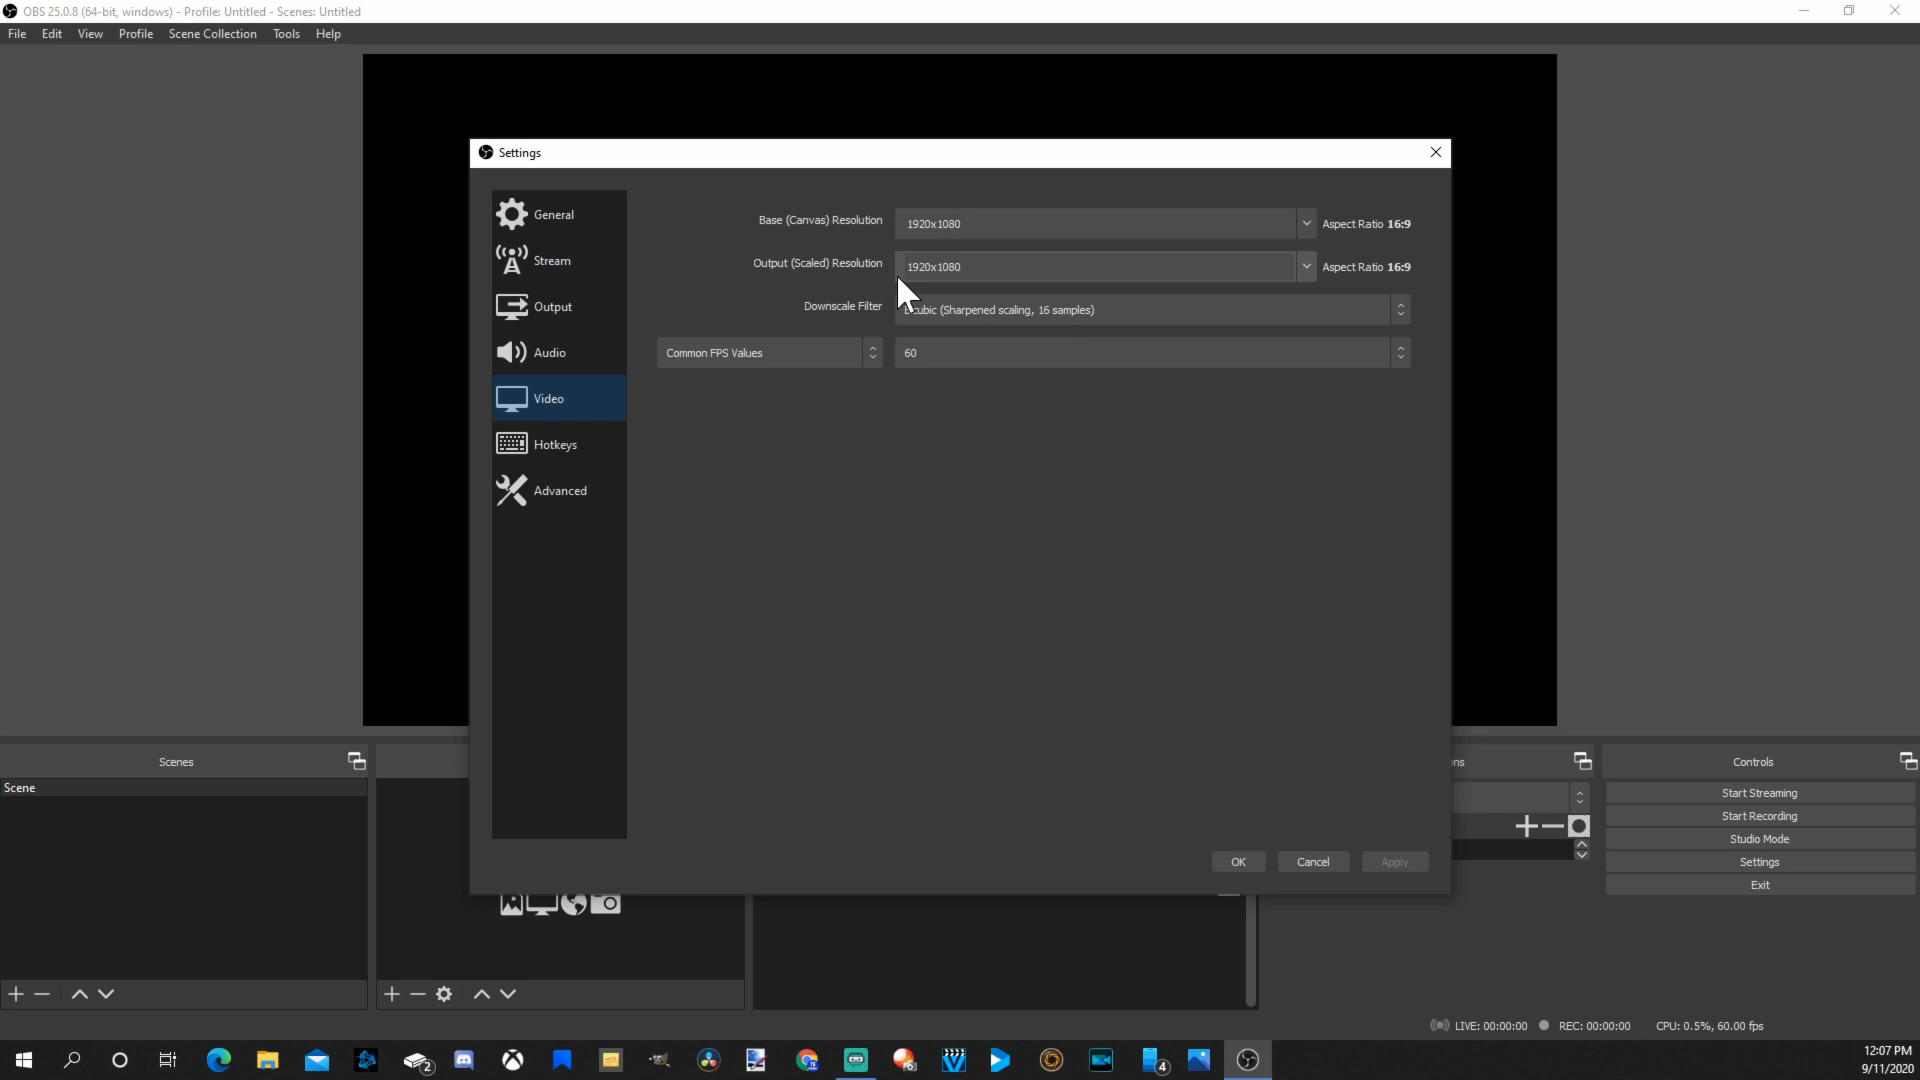 OBS 25.0.8 (64-bit, windows) - Profile: Untitled - Scenes: Untitled
File Edit View Profile Scene Collection Tools Help
Settings
General
Stream
Output
Audio
Video
Hotkeys
Advanced
Base (Canvas) Resolution 1920x1080 Aspect Ratio 16:9
Output (Scaled) Resolution 1920x1080 Aspect Ratio 16:9
Downscale Filter (Sharpened scaling, 16 samples)
Common FPS Values 60
OK Cancel Apply
Scenes
Scene
Controls
Start Streaming
Start Recording
Studio Mode
Settings
Exit
LIVE: 00:00:00 REC: 00:00:00 CPU: 0.5%, 60.00 fps
2
4
12:07 PM
9/11/2020